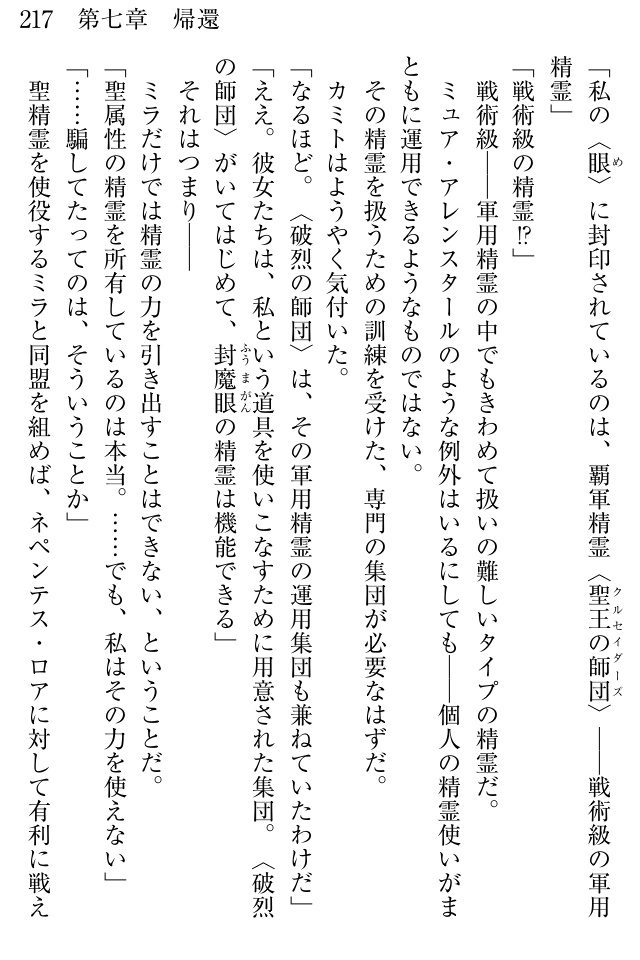 217 第七章 帰還
「私の〈眼〉に封印されているのは、覇軍精霊〈聖王の師団〉――戦術級の軍用
め
クルセイダーズ
精霊」
「戦術級の精霊!?」
戦術級――軍用精霊の中でもきわめて扱いの難しいタイプの精霊だ。
ミュア・アレンスタールのような例外はいるにしても――個人の精霊使いがま
ともに運用できるようなものではない。
その精霊を扱うための訓練を受けた、専門の集団が必要なはずだ。
カミトはようやく気付いた。
「なるほど。〈破烈の師団〉は、その軍用精霊の運用集団も兼ねていたわけだ」
「ええ。彼女たちは、私という道具を使いこなすために用意された集団。〈破烈
の師団〉がいてはじめて、封魔眼の精霊は機能できる」
ふうまがん
それはつまり――
ミラだけでは精霊の力を引き出すことはできない、ということだ。
「聖属性の精霊を所有しているのは本当。……でも、私はその力を使えない」
「……騙してたってのは、そういうことか」
聖精霊を使役するミラと同盟を組めば、ネペンテス・ロアに対して有利に戦え